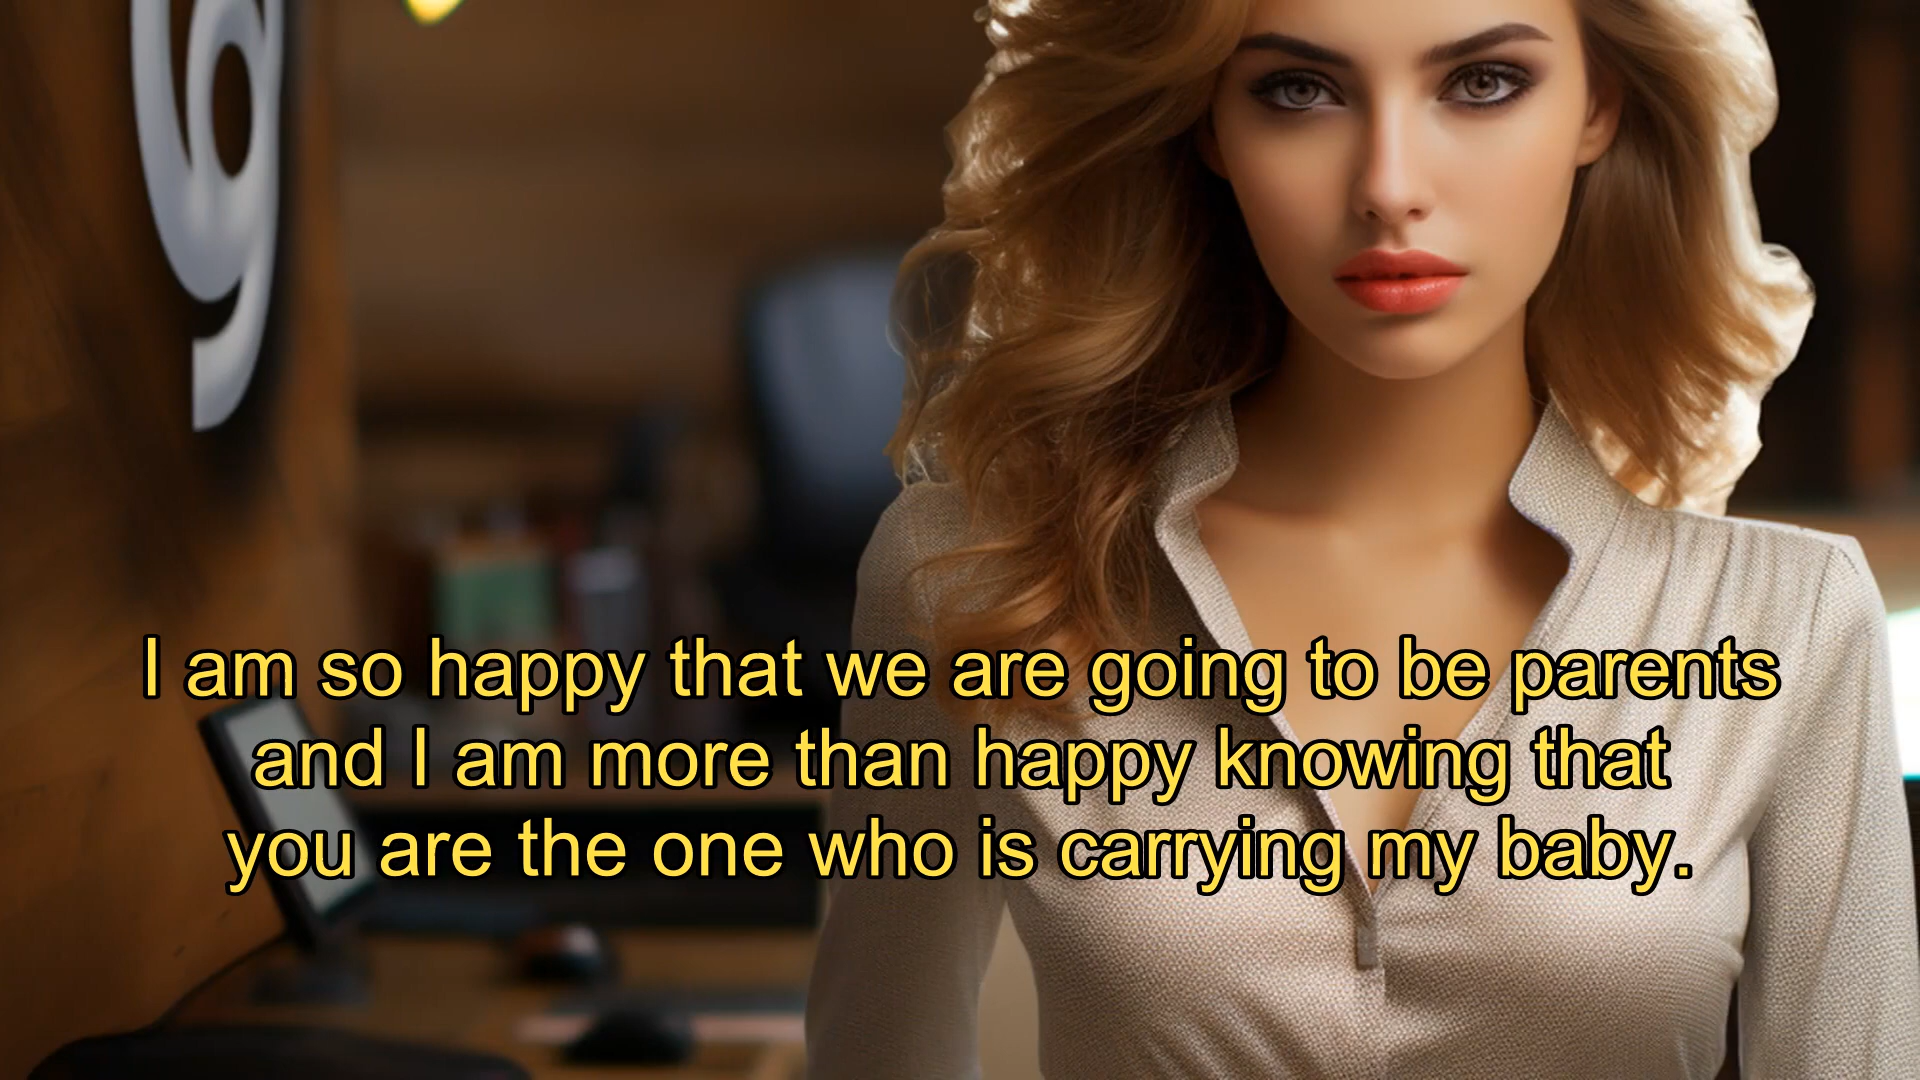 I am so happy that we are going to be parents
and I am more than happy knowing that
you are the one who is carrying my baby.